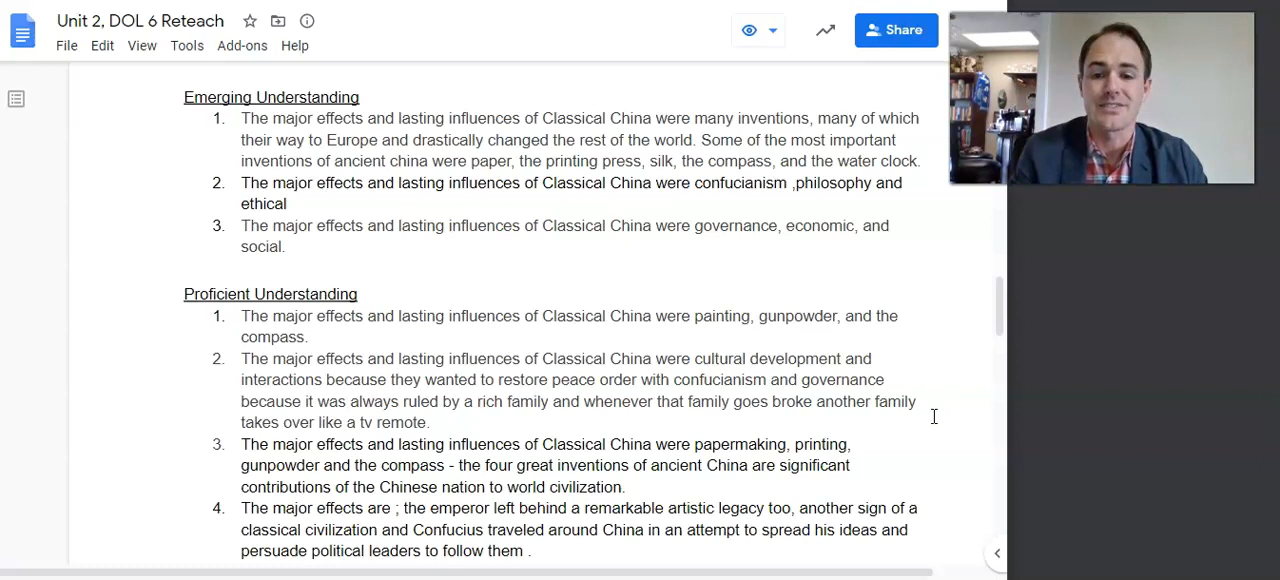 Unit 2, DOL 6 Reteach
File Edit View Tools Add-ons Help
Share
Emerging Understanding
1. The major effects and lasting influences of Classical China were many inventions, many of which
their way to Europe and drastically changed the rest of the world. Some of the most important
inventions of ancient china were paper, the printing press, silk, the compass, and the water clock.
2. The major effects and lasting influences of Classical China were confucianism ,philosophy and
ethical
3. The major effects and lasting influences of Classical China were governance, economic, and
social.
Proficient Understanding
1. The major effects and lasting influences of Classical China were painting, gunpowder, and the
compass.
2. The major effects and lasting influences of Classical China were cultural development and
interactions because they wanted to restore peace order with confucianism and governance
because it was always ruled by a rich family and whenever that family goes broke another family
takes over like a tv remote.
3. The major effects and lasting influences of Classical China were papermaking, printing,
gunpowder and the compass - the four great inventions of ancient China are significant
contributions of the Chinese nation to world civilization.
4. The major effects are ; the emperor left behind a remarkable artistic legacy too, another sign of a
classical civilization and Confucius traveled around China in an attempt to spread his ideas and
persuade political leaders to follow them .